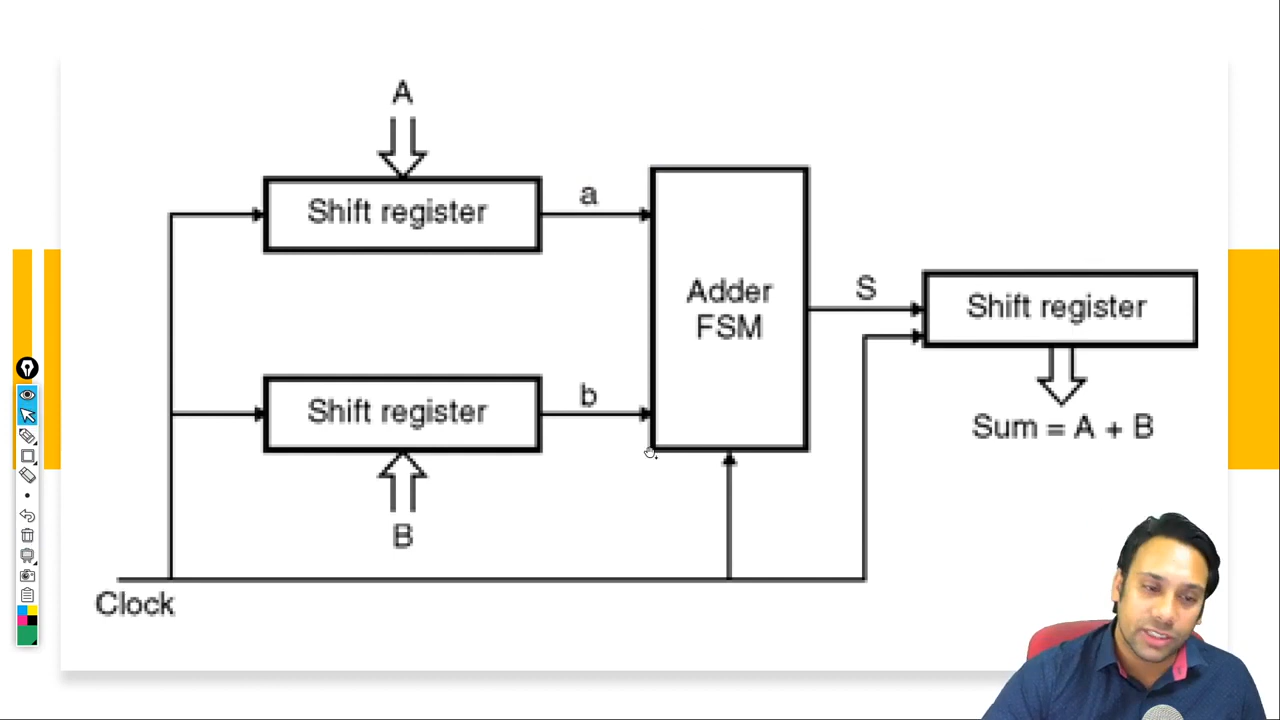 A
Shift register
a
Adder
FSM
S
Shift register
Shift register
b
Sum = A + B
B
Clock